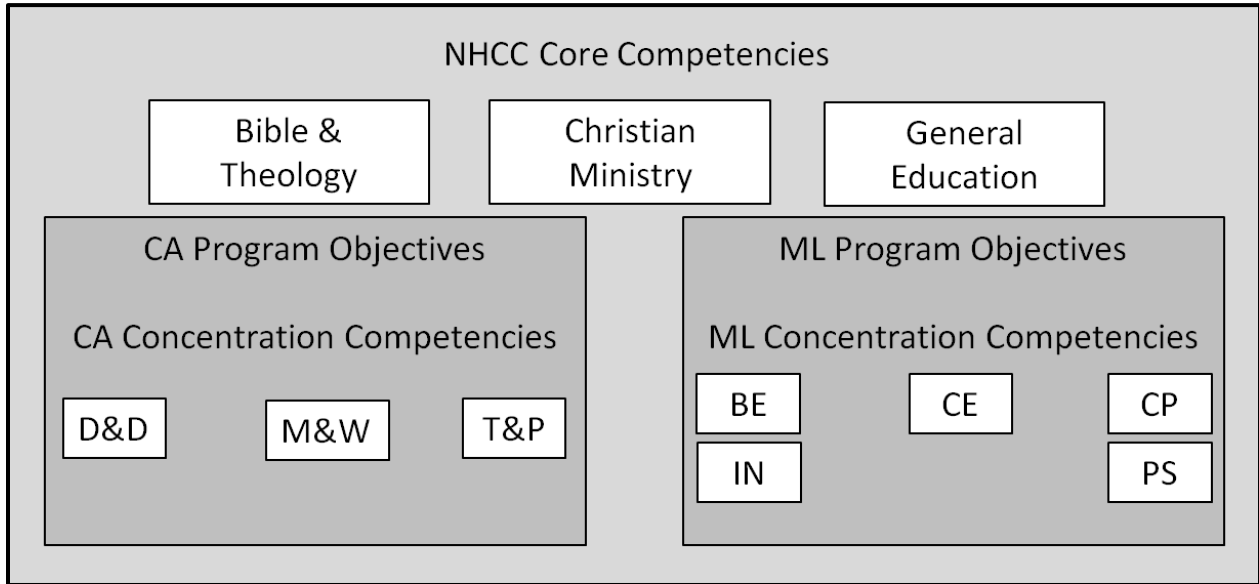 NHCC Core Competencies
Bible &
Theology
Christian
Ministry
General
Education
CA Program Objectives
CA Concentration Competencies
D&D
M&W
T&P
ML Program Objectives
ML Concentration Competencies
BE
CE
CP
IN
PS